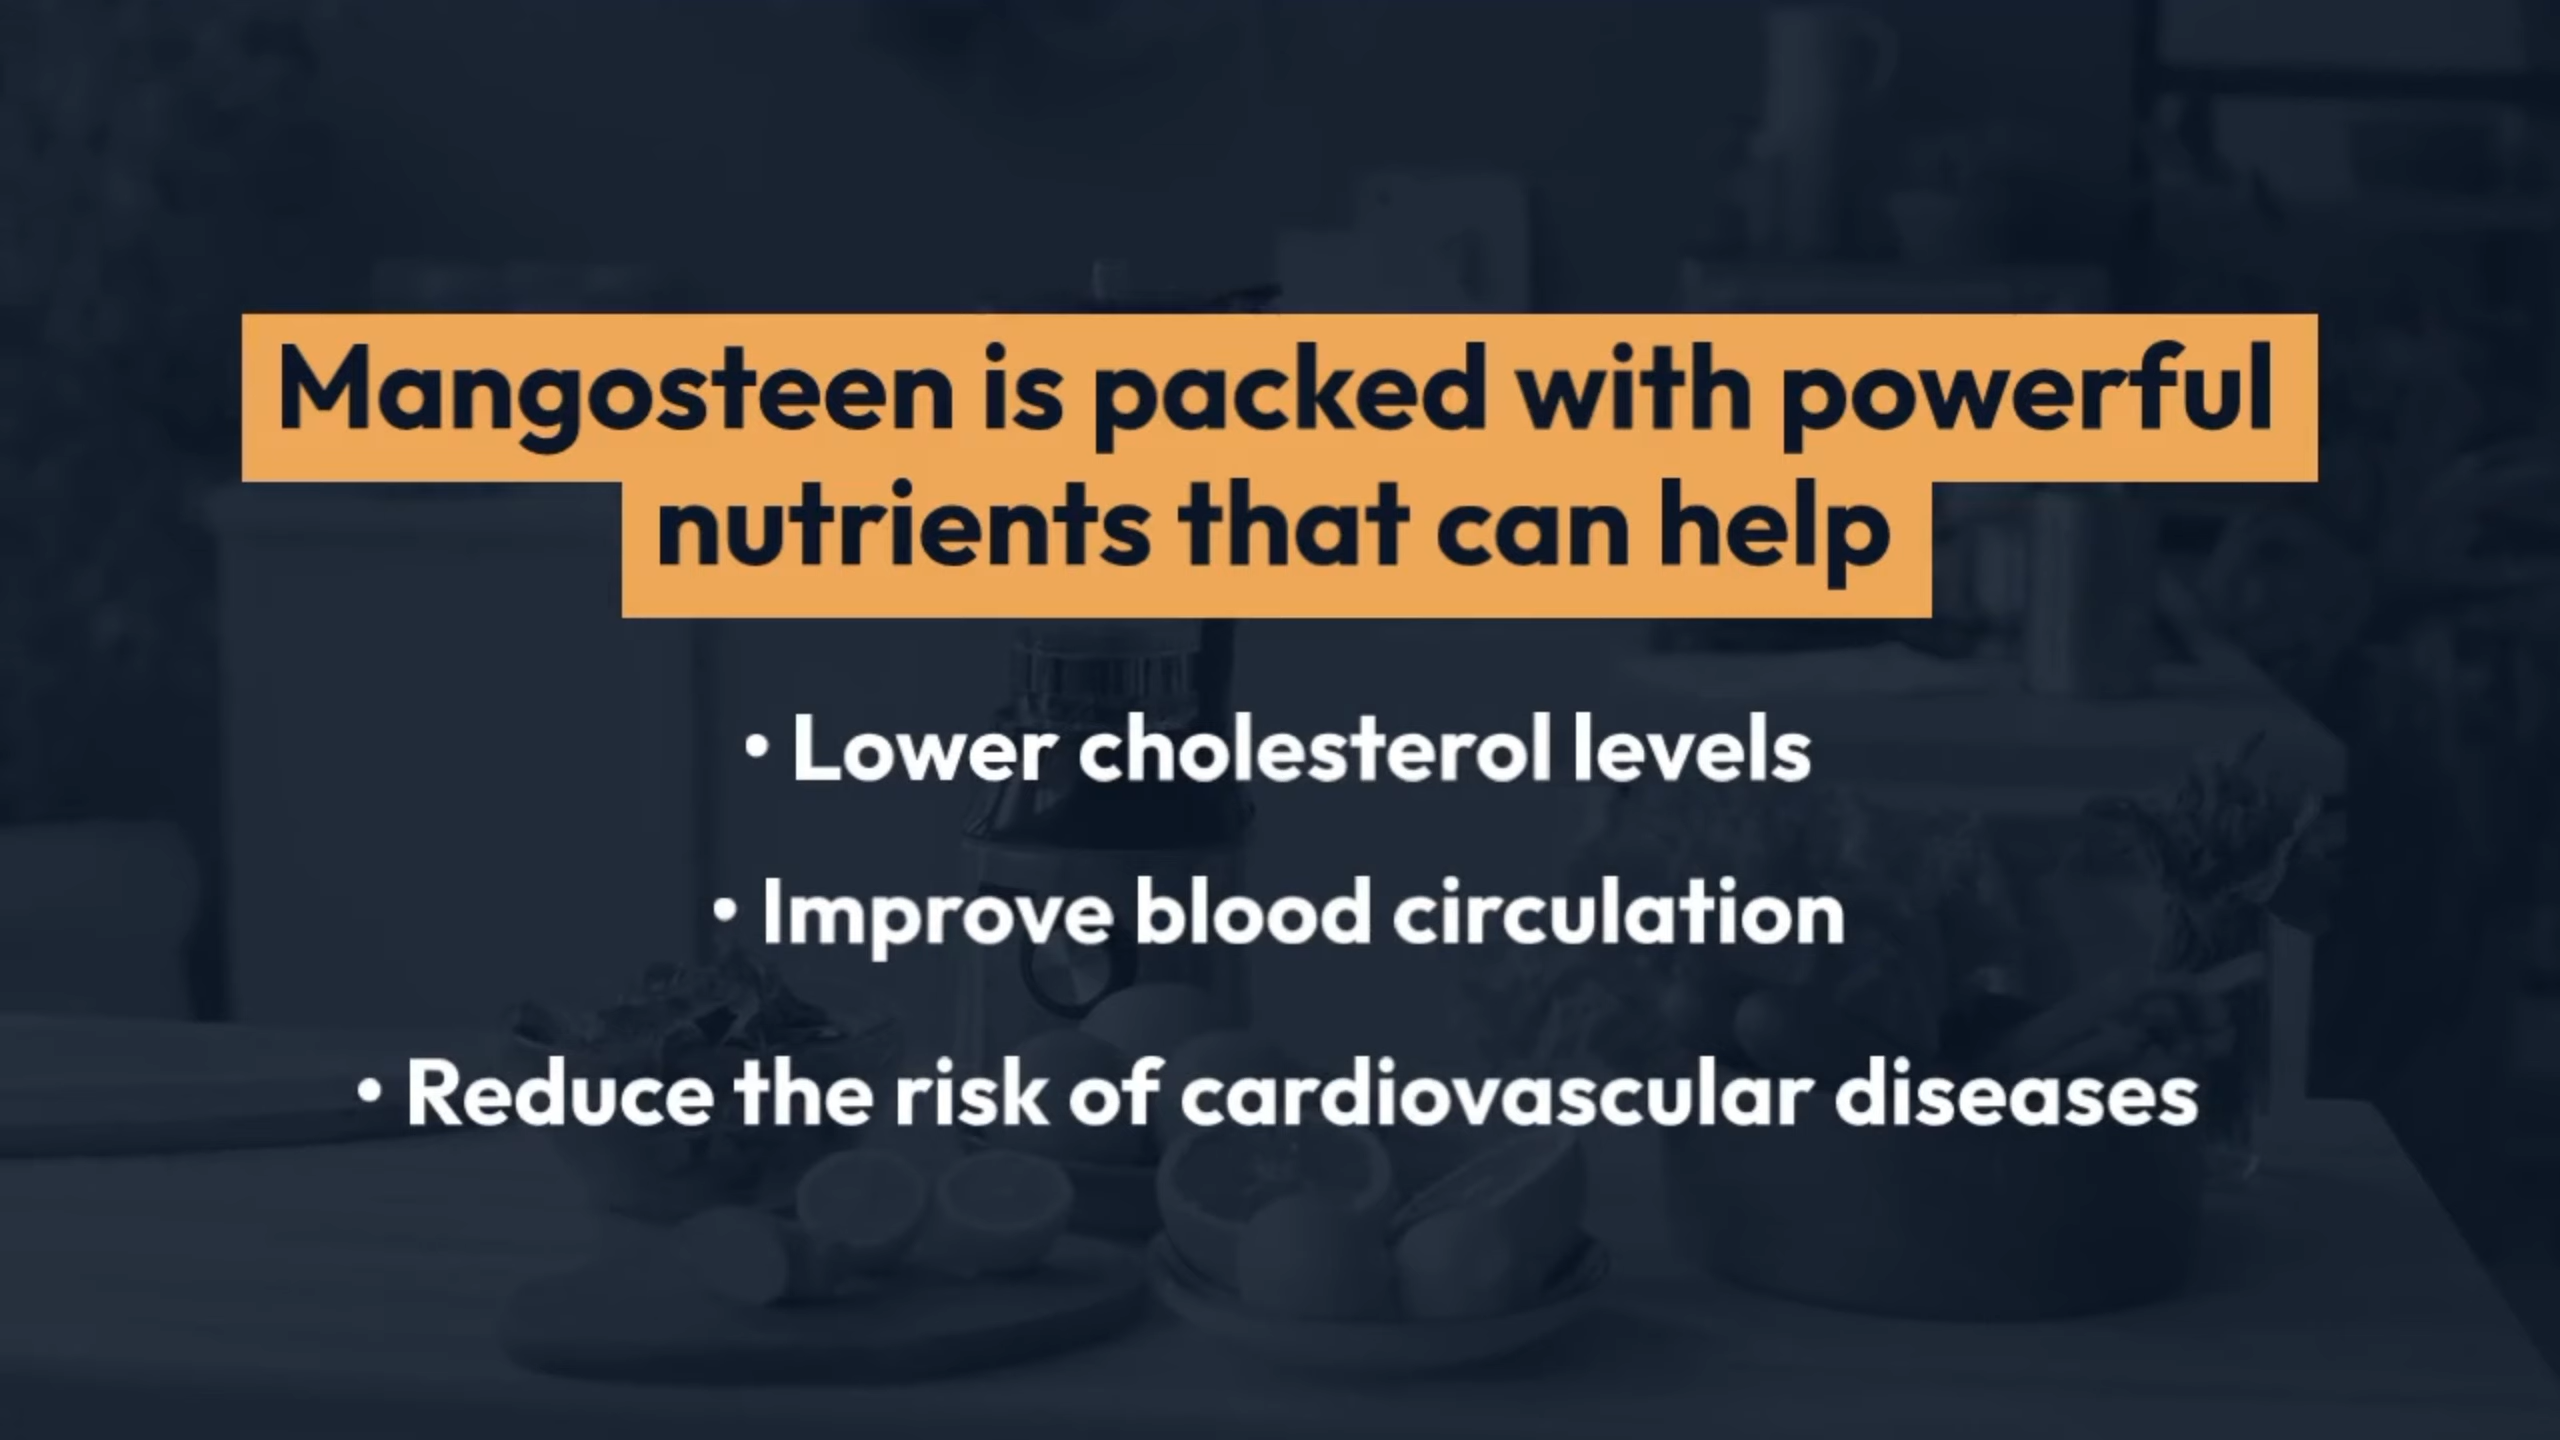 Mangosteen is packed with powerful
nutrients that can help
• Lower cholesterol levels
• Improve blood circulation
• Reduce the risk of cardiovascular diseases